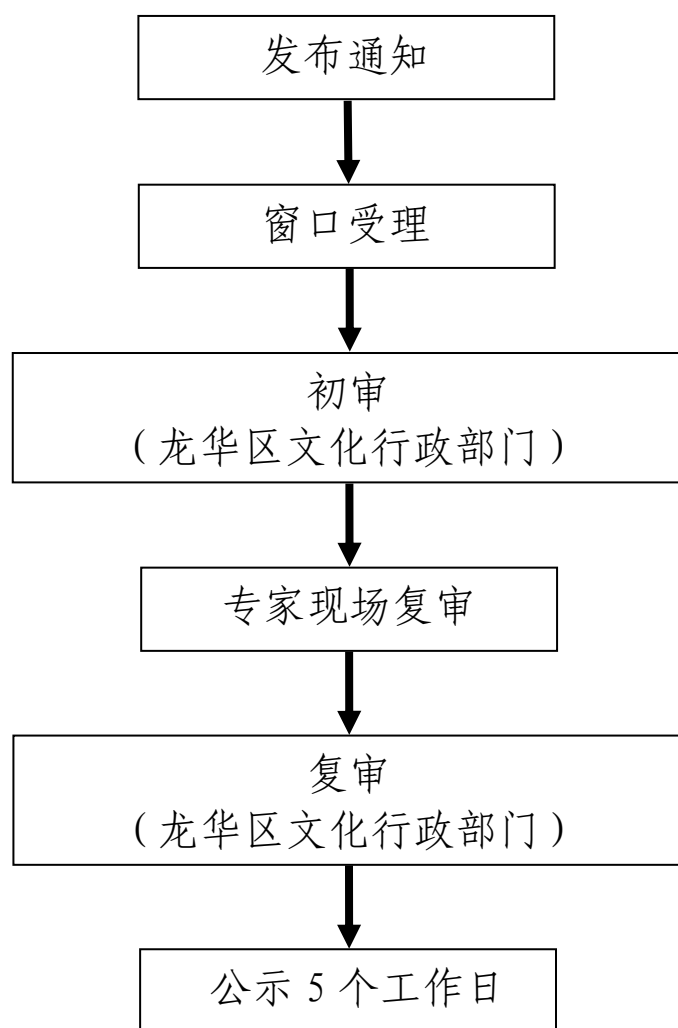 发布通知
窗口受理
初审
（龙华区文化行政部门）
专家现场复审
复审
（龙华区文化行政部门）
公示 5 个工作日